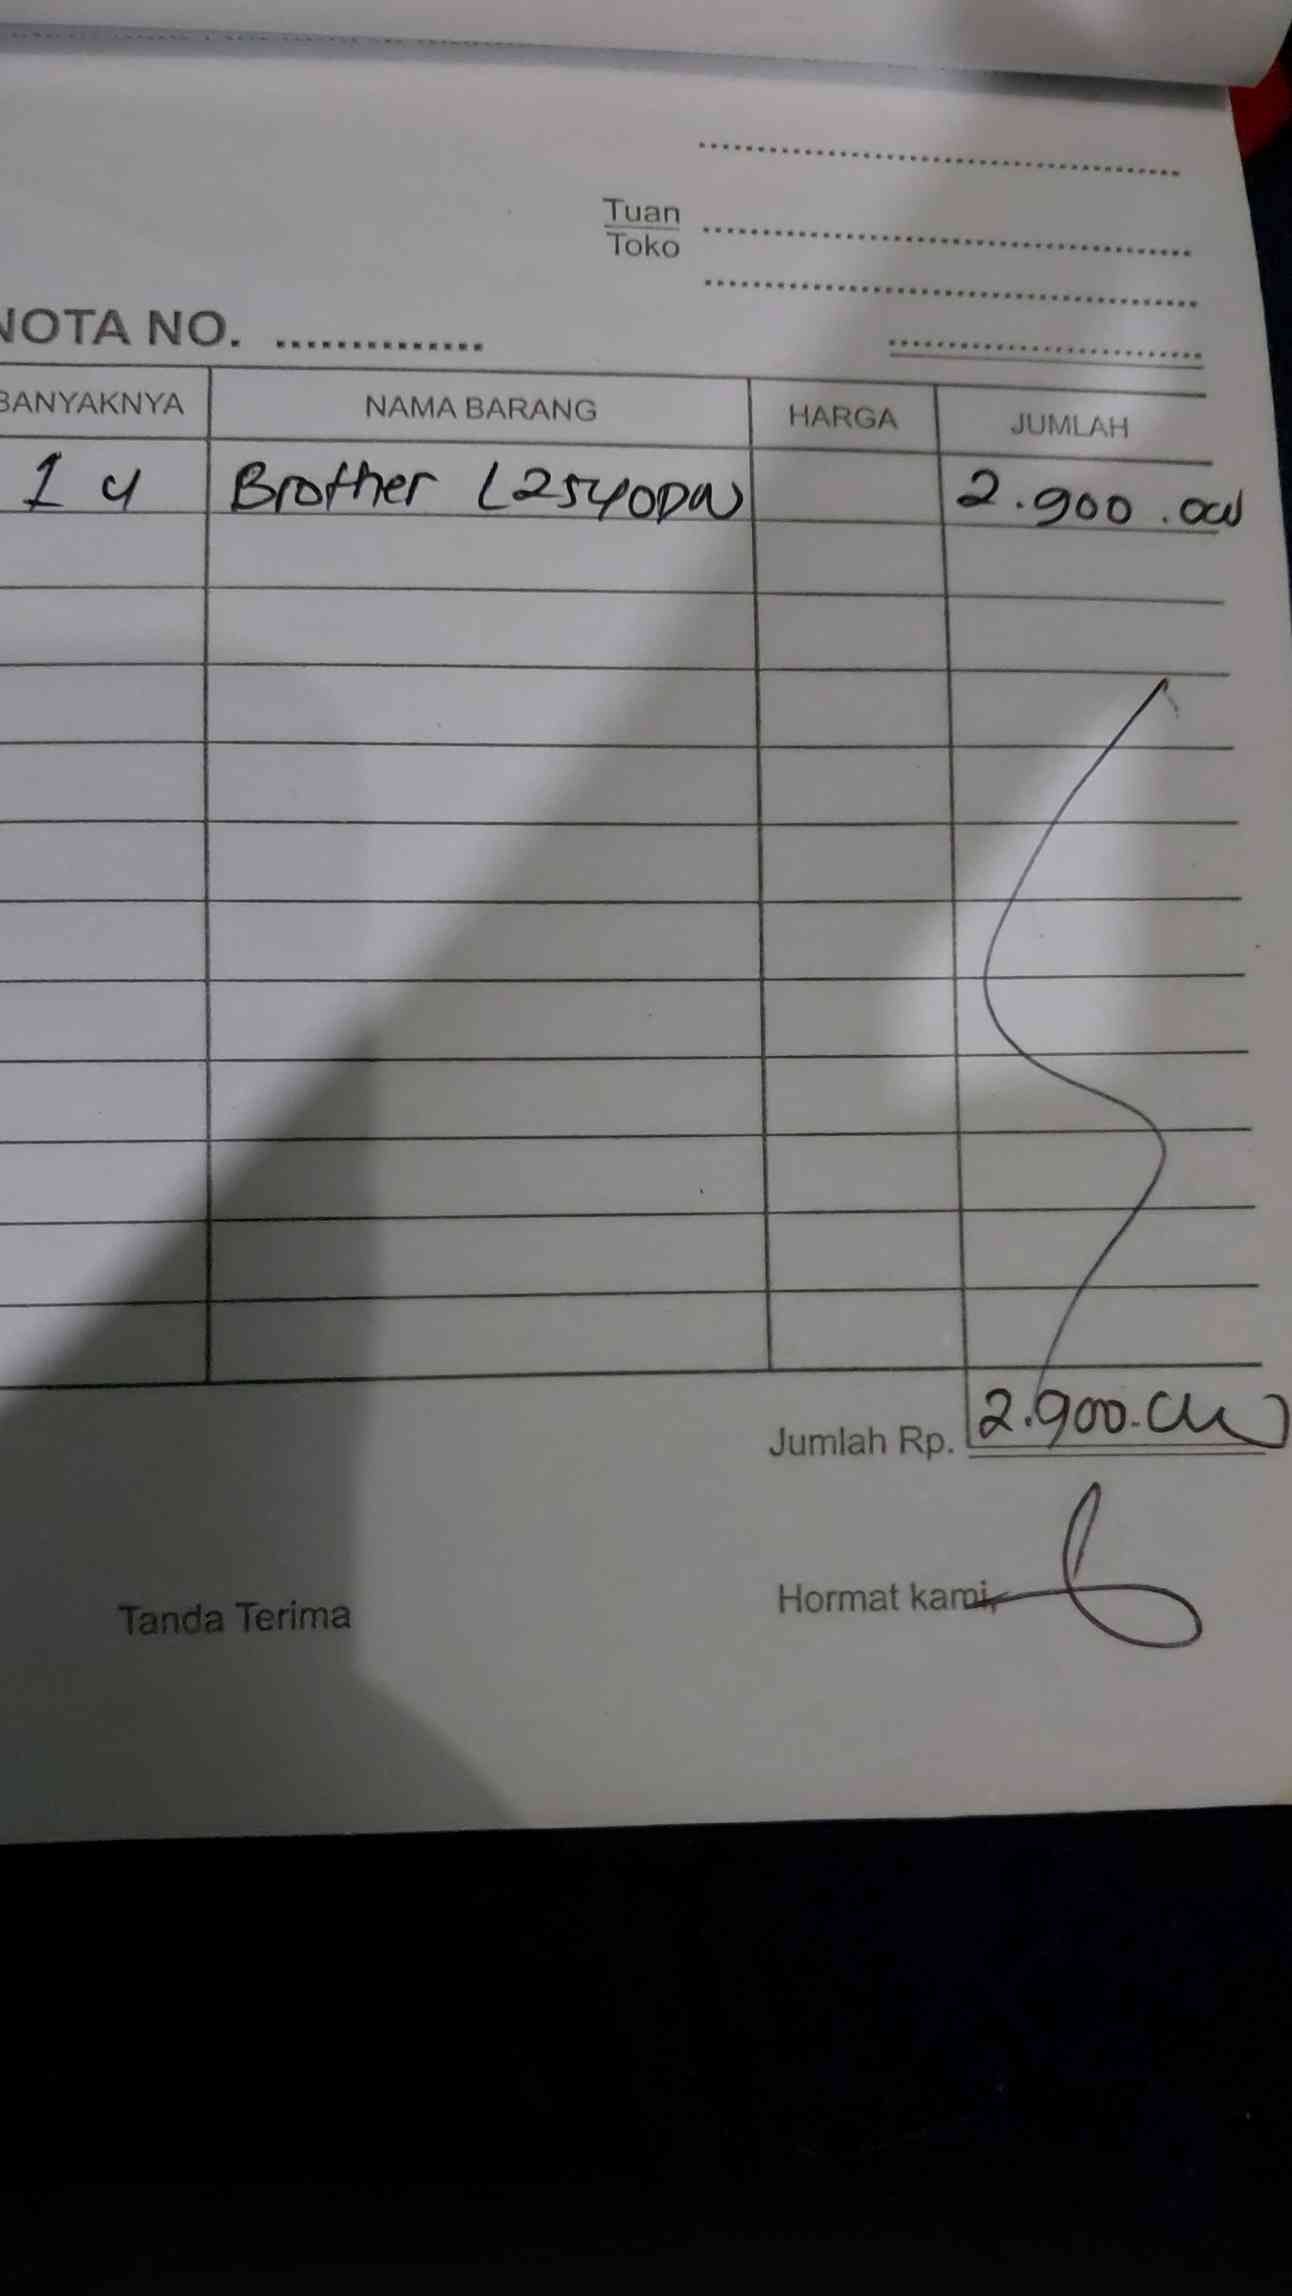 Tuan
Toko
NOTA NO. ..............
BANYAKNYA NAMA BARANG HARGA JUMLAH
1 u Brother L2540DW 2.900.000
Jumlah Rp. 2.900.000
Tanda Terima Hormat kami,